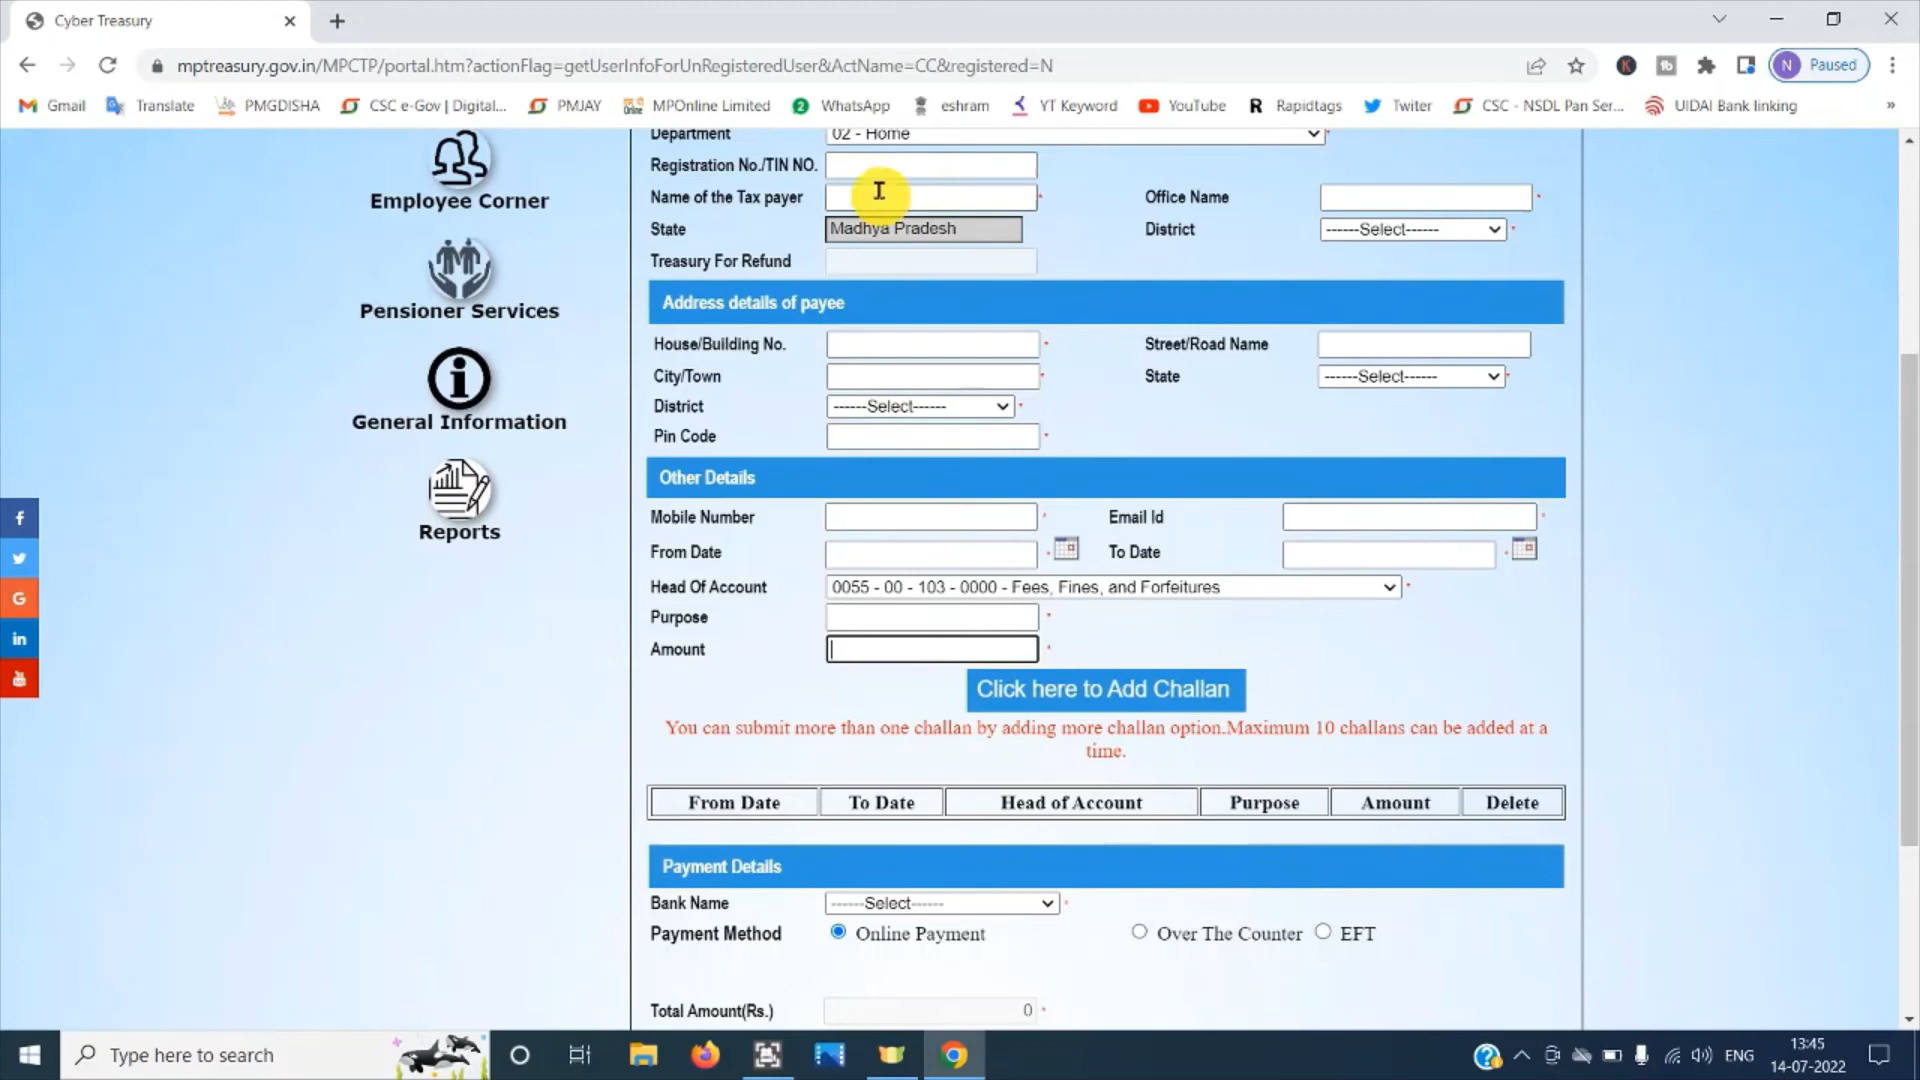 Cyber Treasury
mptreasury.gov.in/MPCTP/portal.htm?actionFlag=getUserInfoForUnRegisteredUser&ActName=CC&registered=N
K
N Paused
Gmail Translate PMGDISHA CSC e-Gov | Digital... PMJAY MPOnline Limited 2 WhatsApp eshram YT Keyword YouTube R Rapidtags Twiter CSC - NSDL Pan Ser... UIDAI Bank linking »
Department 02 - Home
Registration No./TIN NO.
Name of the Tax payer * Office Name *
State Madhya Pradesh District ------Select------ *
Treasury For Refund
Employee Corner
Pensioner Services
General Information
Reports
Address details of payee
House/Building No. * Street/Road Name
City/Town * State ------Select------ *
District ------Select------ *
Pin Code *
Other Details
Mobile Number * Email Id *
From Date * To Date *
Head Of Account 0055 - 00 - 103 - 0000 - Fees, Fines, and Forfeitures *
Purpose *
Amount *
Click here to Add Challan
You can submit more than one challan by adding more challan option.Maximum 10 challans can be added at a
time.
From Date To Date Head of Account Purpose Amount Delete
Payment Details
Bank Name ------Select------ *
Payment Method Online Payment Over The Counter EFT
Total Amount(Rs.) 0 *
f
G
in
You
Type here to search
ENG
13:45
14-07-2022